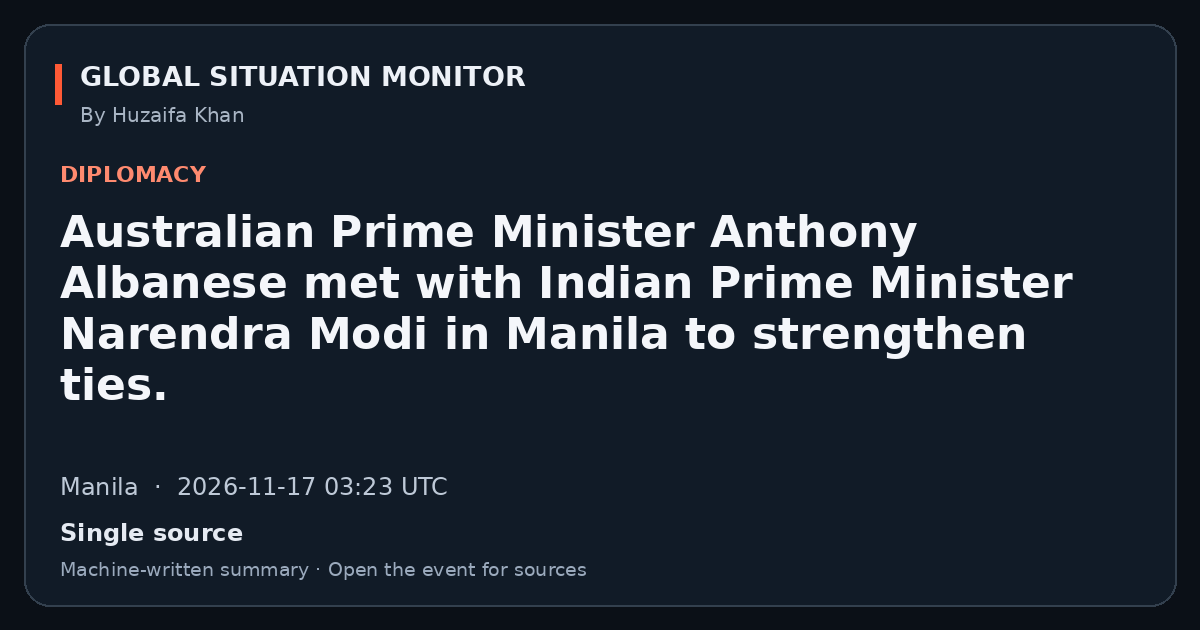 GLOBAL SITUATION MONITOR
By Huzaifa Khan
DIPLOMACY
Australian Prime Minister Anthony
Albanese met with Indian Prime Minister
Narendra Modi in Manila to strengthen
ties.
Manila · 2026-11-17 03:23 UTC
Single source
Machine-written summary · Open the event for sources